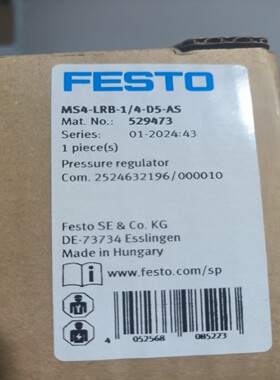 FESTO
MS4-LRB-1/4-D5-AS
Mat. No.: 529473
Series: 01-2024:43
1 piece(s)
Pressure regulator
Com. 2524632196/000010
Festo SE & Co. KG
DE-73734 Esslingen
Made in Hungary
www.festo.com/sp
4 052568 085223